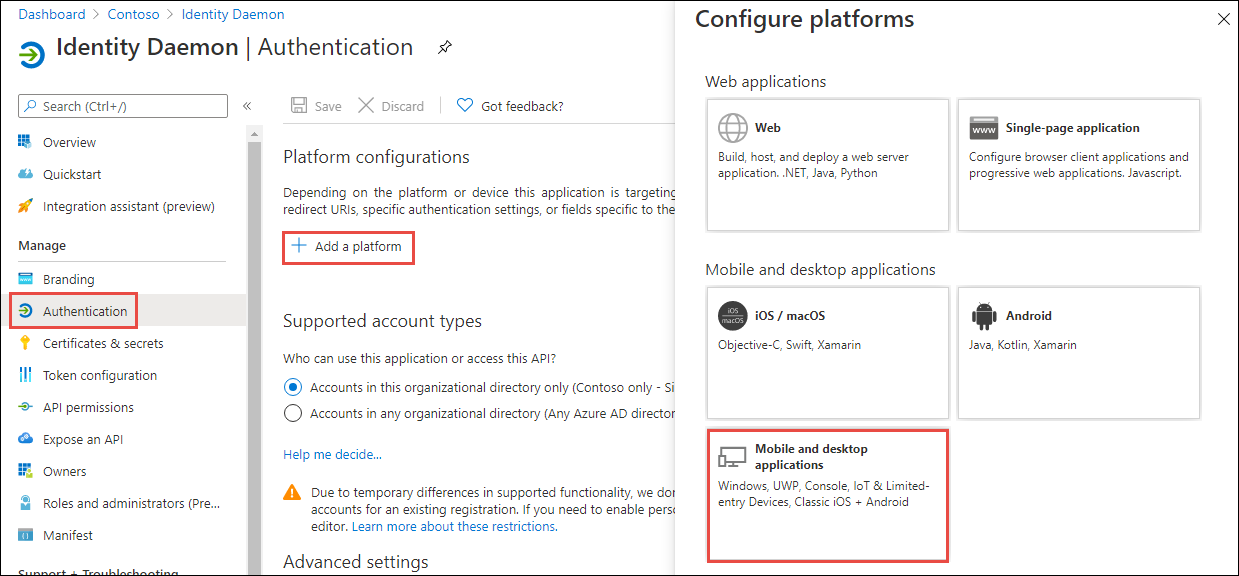 Dashboard > Contoso > Identity Daemon
Identity Daemon | Authentication
Search (Ctrl+/)
«
Overview
Quickstart
Integration assistant (preview)
Manage
Branding
Authentication
Certificates & secrets
Token configuration
API permissions
Expose an API
Owners
Roles and administrators (Pre...
Manifest
Support + Troubleshooting
Save
Discard
Got feedback?
Platform configurations
Depending on the platform or device this application is targeting
redirect URIs, specific authentication settings, or fields specific to the
Add a platform
Supported account types
Who can use this application or access this API?
Accounts in this organizational directory only (Contoso only - Si
Accounts in any organizational directory (Any Azure AD director
Help me decide...
Due to temporary differences in supported functionality, we don
accounts for an existing registration. If you need to enable pers
editor. Learn more about these restrictions.
Advanced settings
Configure platforms
Web applications
Web
Build, host, and deploy a web server
application. .NET, Java, Python
www
Single-page application
Configure browser client applications and
progressive web applications. Javascript.
Mobile and desktop applications
iOS
macOS
iOS / macOS
Objective-C, Swift, Xamarin
Android
Java, Kotlin, Xamarin
Mobile and desktop
applications
Windows, UWP, Console, IoT & Limited-
entry Devices, Classic iOS + Android